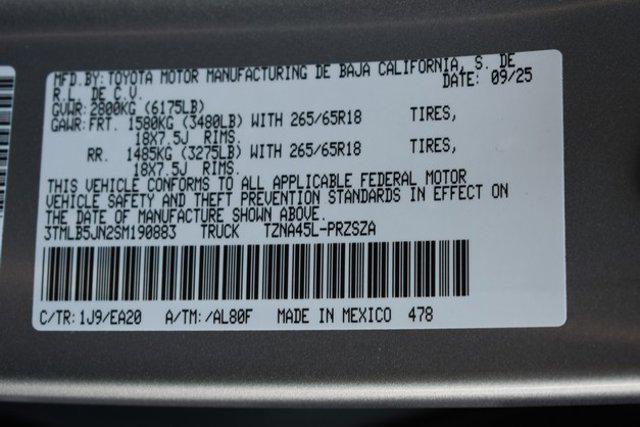 MFD.BY:TOYOTA MOTOR MANUFACTURING DE BAJA CALIFORNIA, S. DE
R.L. DE C.V. DATE: 09/25
GVWR:2800KG (6175LB)
GAWR:FRT. 1580KG (3480LB) WITH 265/65R18 TIRES,
18X7.5J RIMS.
RR. 1485KG (3275LB) WITH 265/65R18 TIRES,
18X7.5J RIMS.
THIS VEHICLE CONFORMS TO ALL APPLICABLE FEDERAL MOTOR
VEHICLE SAFETY AND THEFT PREVENTION STANDARDS IN EFFECT ON
THE DATE OF MANUFACTURE SHOWN ABOVE.
3TMLB5JN2SM190883 TRUCK TZNA45L-PRZSZA
C/TR:1J9/EA20 A/TM:/AL80F MADE IN MEXICO 478